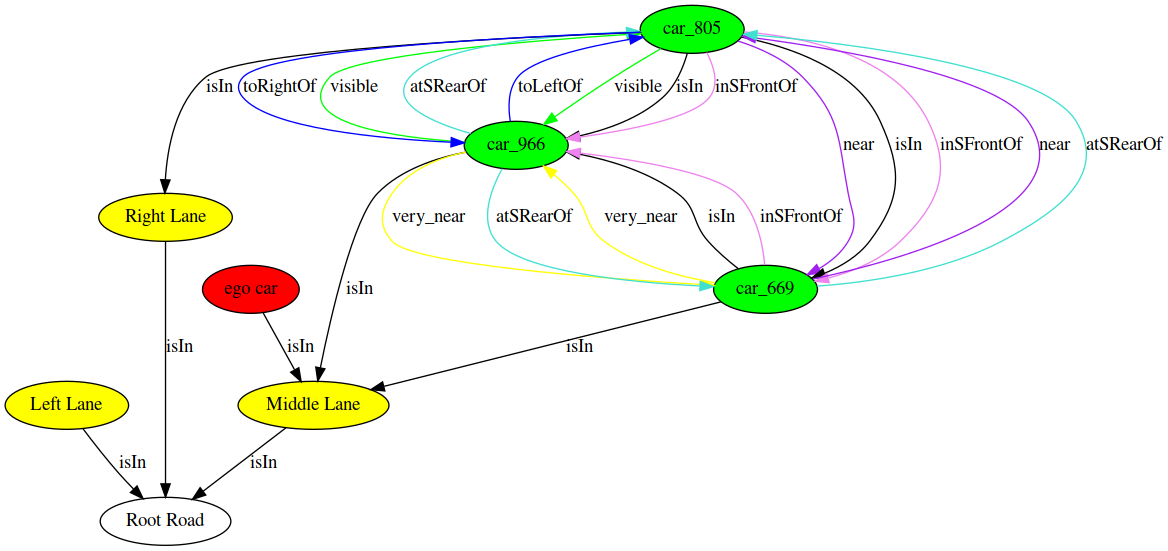 car_805
isIn toRightOf visible atSRearOf toLeftOf visible isIn inSFrontOf
car_966 near isIn inSFrontOf near atSRearOf
Right Lane very_near atSRearOf very_near isIn inSFrontOf
ego car isIn car_669
isIn isIn isIn
Left Lane Middle Lane
isIn isIn
Root Road